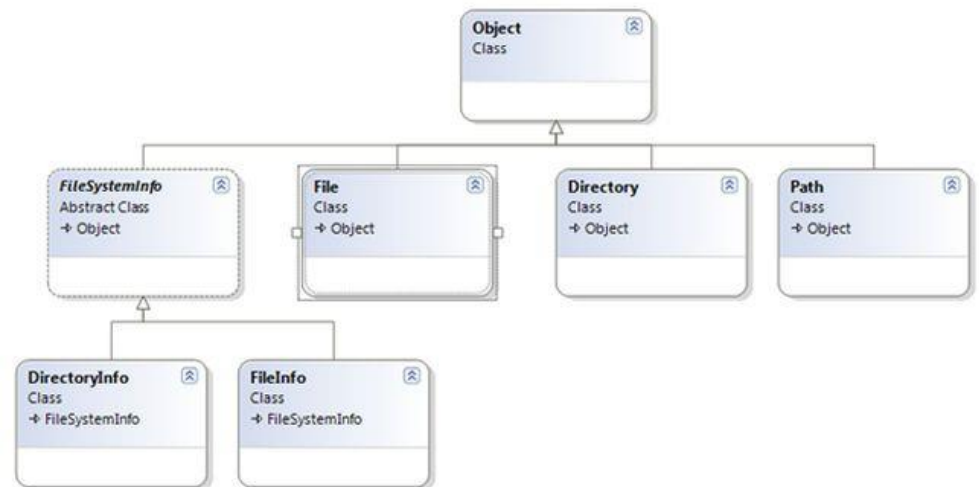 Object
Class
FileSystemInfo
Abstract Class
Object
File
Class
Object
Directory
Class
Object
Path
Class
Object
DirectoryInfo
Class
FileSystemInfo
FileInfo
Class
FileSystemInfo